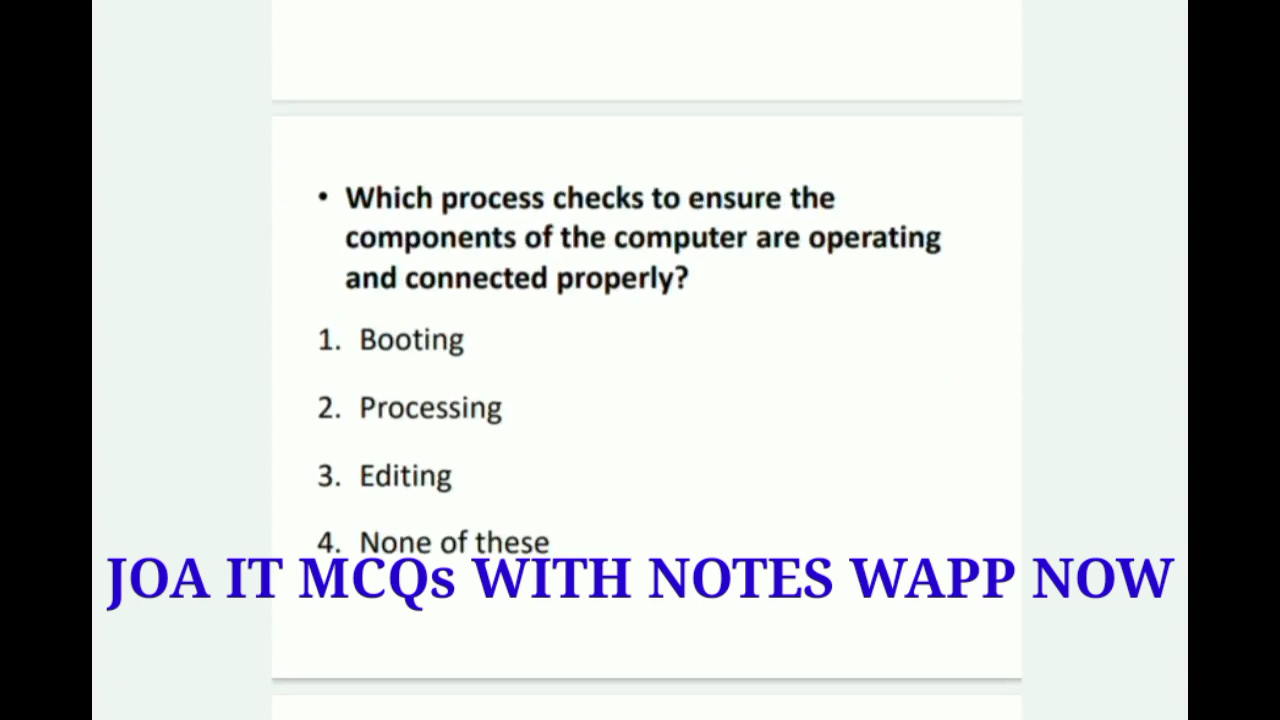 • Which process checks to ensure the
components of the computer are operating
and connected properly?
1. Booting
2. Processing
3. Editing
4. None of these
JOA IT MCQs WITH NOTES WAPP NOW